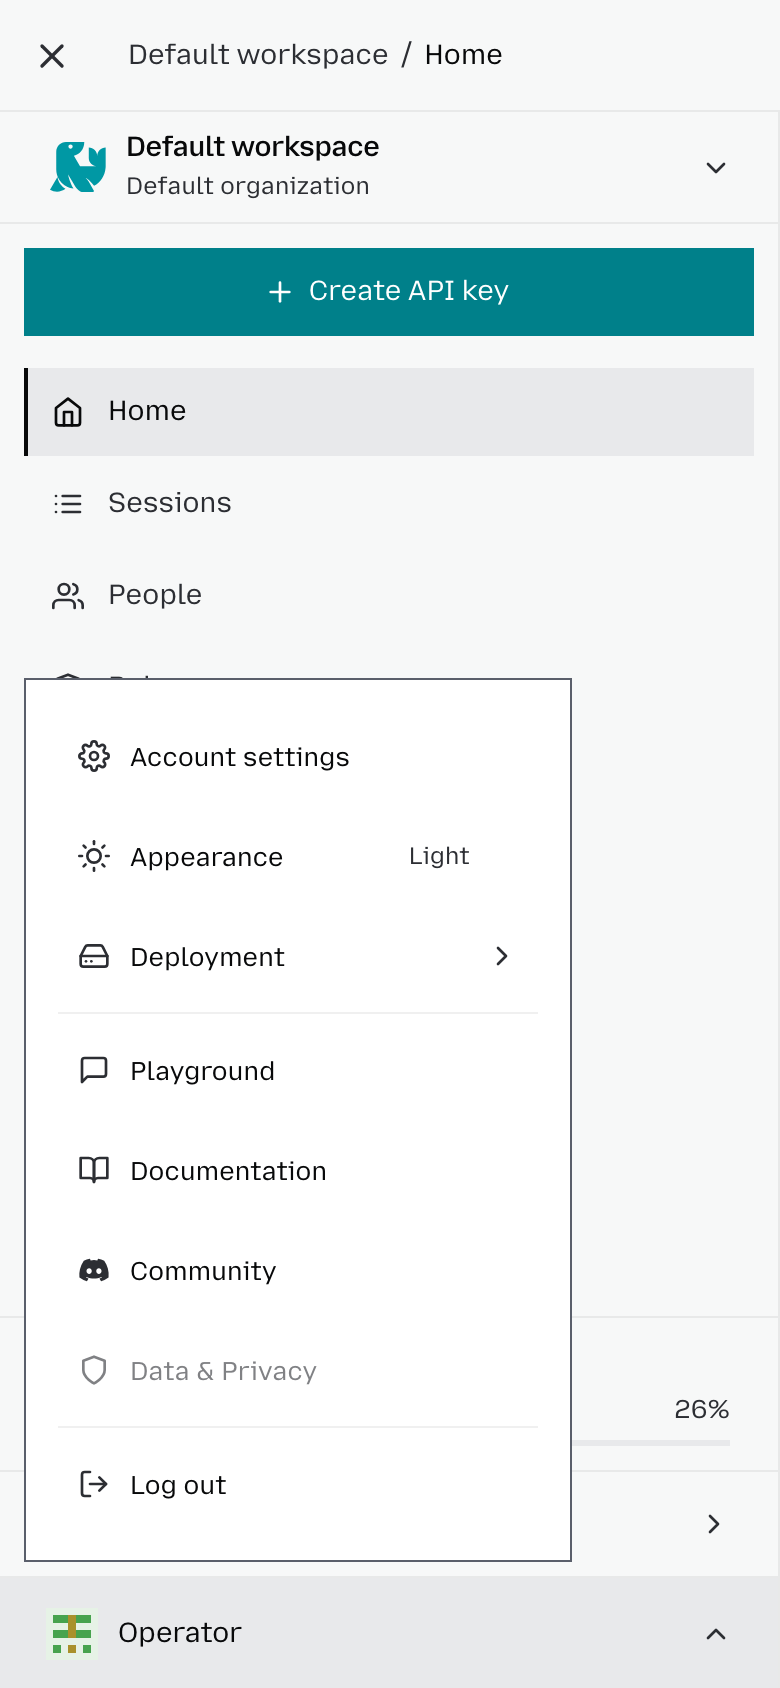 Default workspace / Home
Default workspace
Default organization
Create API key
Home
Sessions
People
Account settings
Appearance Light
Deployment
Playground
Documentation
Community
Data & Privacy
26%
Log out
Operator